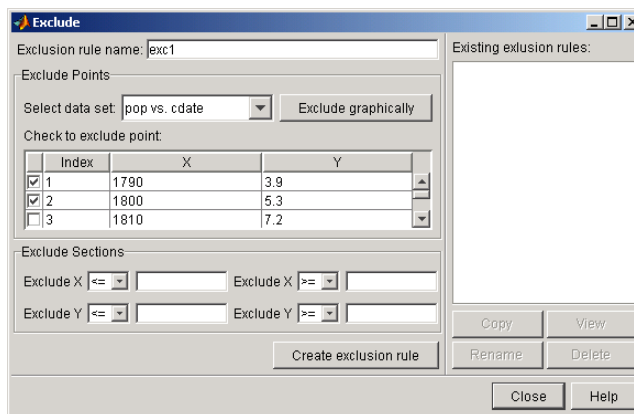 Exclude
Exclusion rule name: exc1
Exclude Points
Select data set: pop vs. cdate
Exclude graphically
Check to exclude point:
Index X Y
1 1790 3.9
2 1800 5.3
3 1810 7.2
Exclude Sections
Exclude X <= Exclude X >=
Exclude Y <= Exclude Y >=
Create exclusion rule
Existing exlusion rules:
Copy View
Rename Delete
Close Help